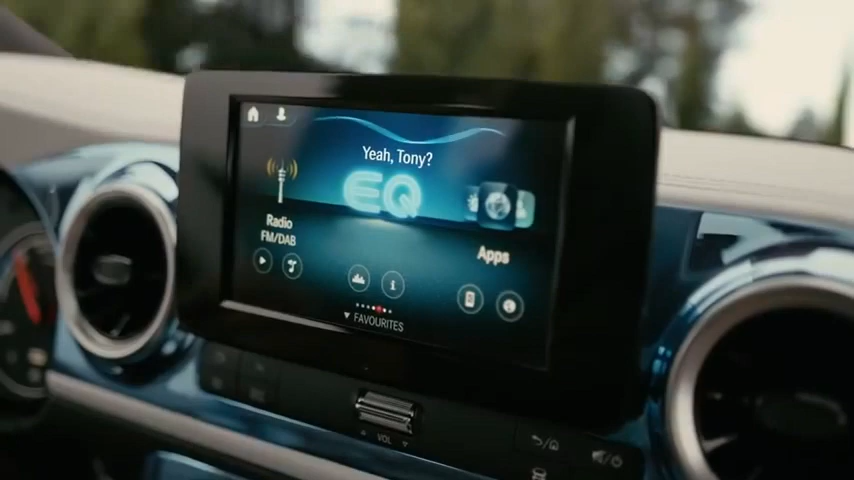 Yeah, Tony?
EQ
Radio
FM/DAB
Apps
FAVOURITES
VOL